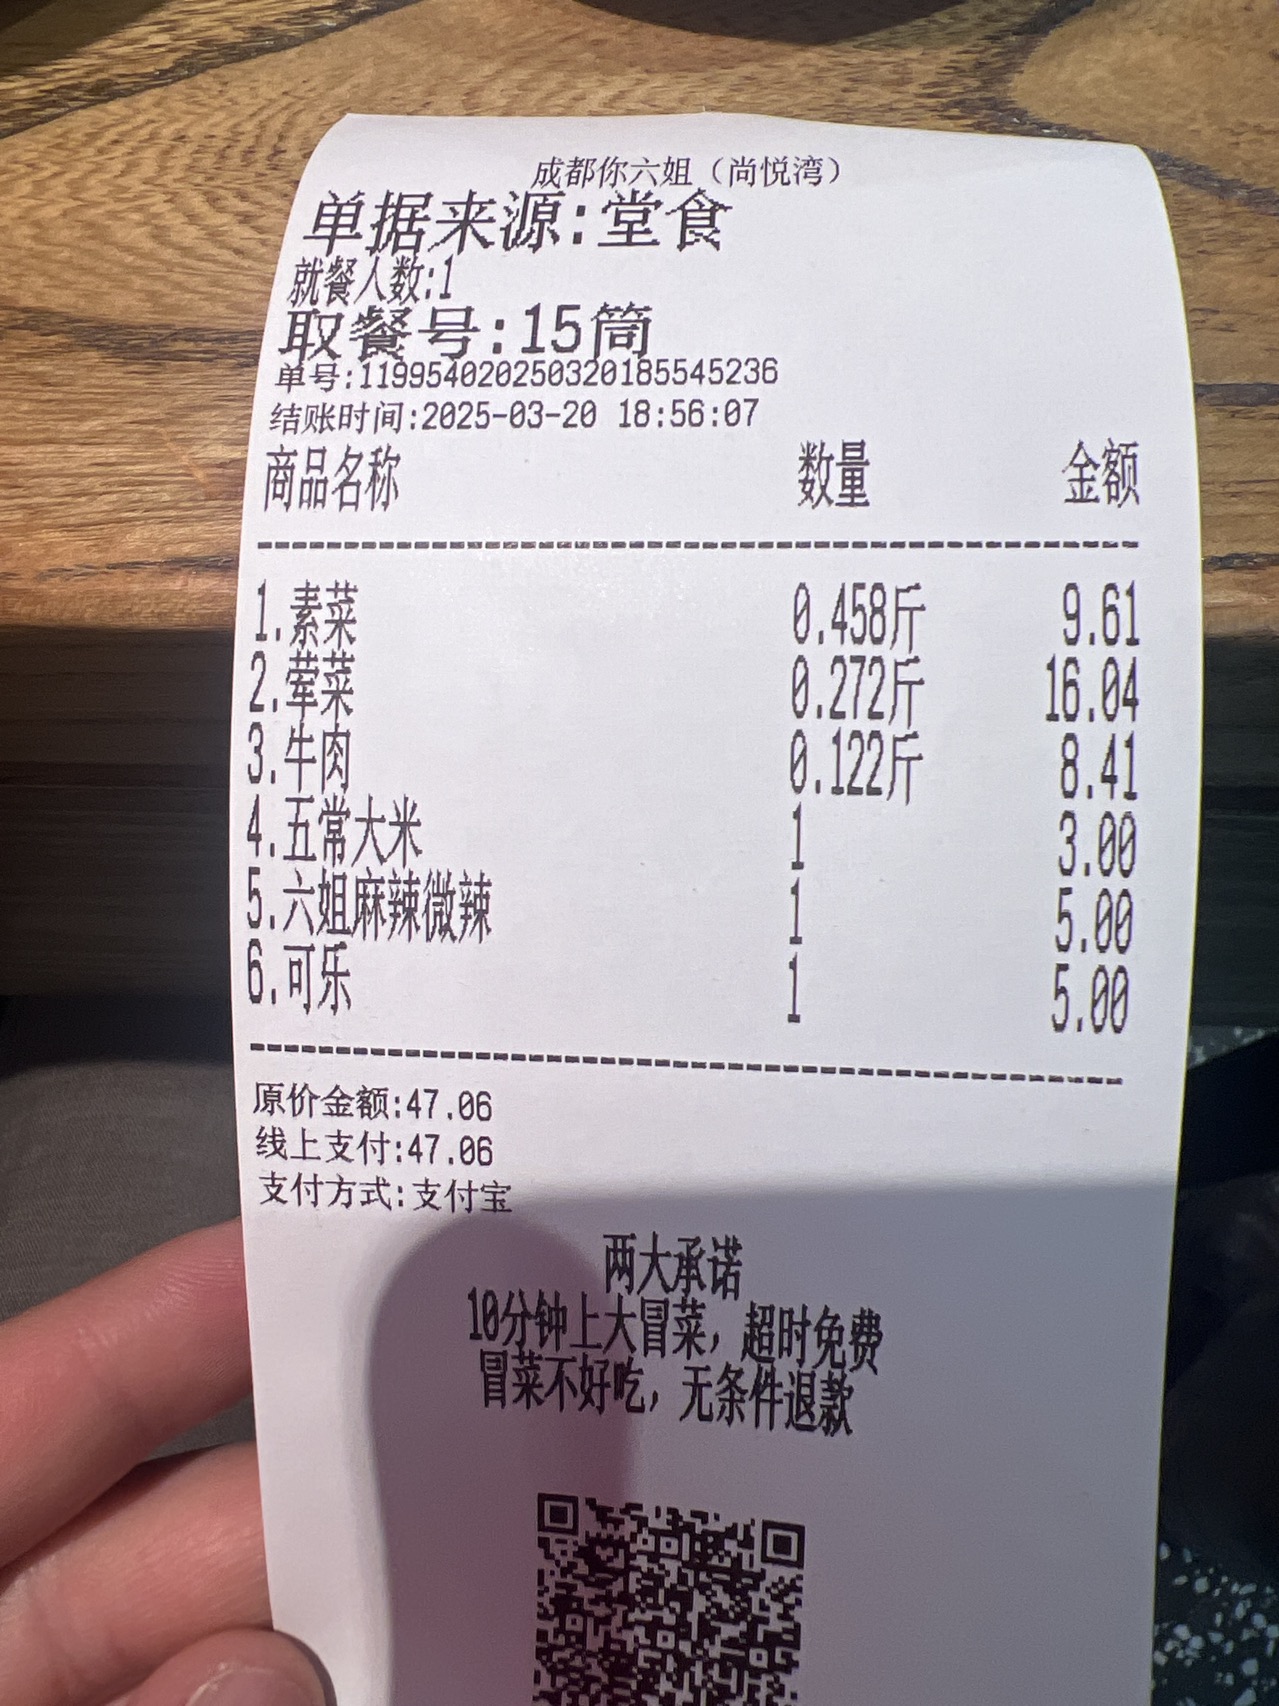 成都你六姐（尚悦湾）
单据来源:堂食
就餐人数:1
取餐号:15筒
单号:119954020250320185545236
结账时间:2025-03-20 18:56:07
商品名称 数量 金额
1.素菜 0.458斤 9.61
2.荤菜 0.272斤 16.04
3.牛肉 0.122斤 8.41
4.五常大米 1 3.00
5.六姐麻辣微辣 1 5.00
6.可乐 1 5.00
原价金额:47.06
线上支付:47.06
支付方式:支付宝
两大承诺
10分钟上大冒菜，超时免费
冒菜不好吃，无条件退款